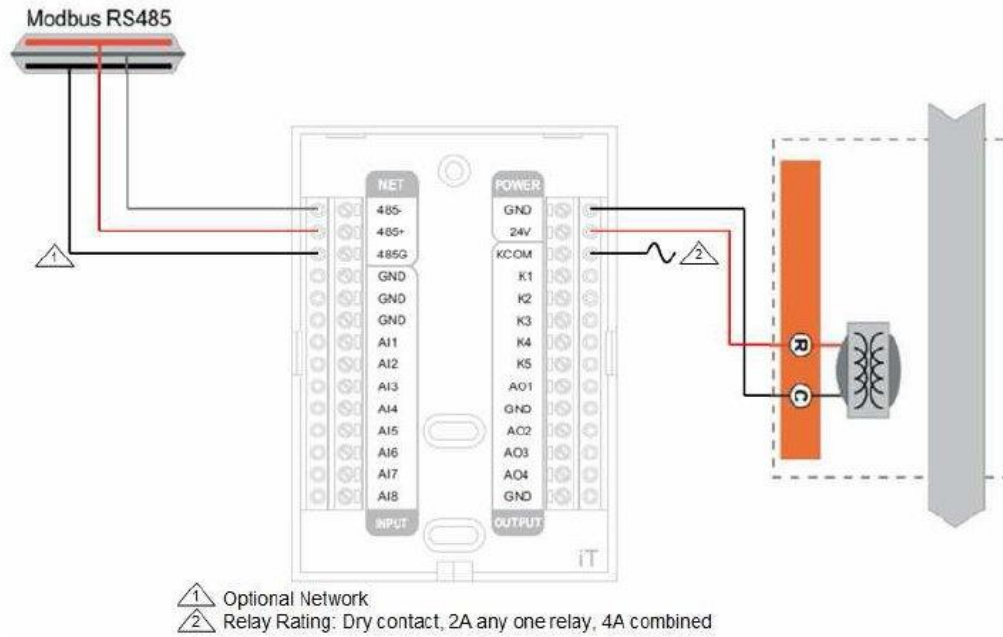 Modbus RS485
NET
485-
485+
485G
GND
GND
GND
AI1
AI2
AI3
AI4
AI5
AI6
AI7
AI8
INPUT
POWER
GND
24V
KCOM
K1
K2
K3
K4
K5
AO1
GND
AO2
AO3
AO4
GND
OUTPUT
iT
1
2
R
C
1 Optional Network
2 Relay Rating: Dry contact, 2A any one relay, 4A combined